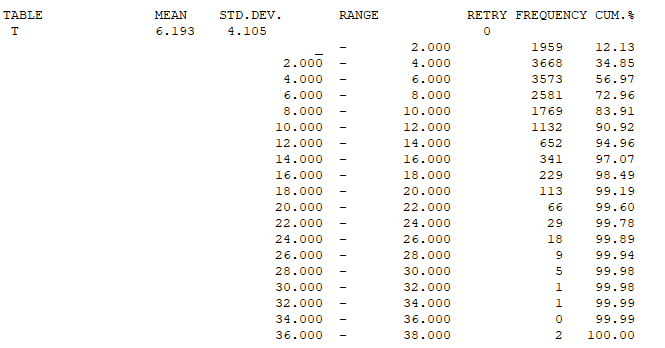 TABLE MEAN STD.DEV. RANGE RETRY FREQUENCY CUM.%
T 6.193 4.105 0
_ - 2.000 1959 12.13
2.000 - 4.000 3668 34.85
4.000 - 6.000 3573 56.97
6.000 - 8.000 2581 72.96
8.000 - 10.000 1769 83.91
10.000 - 12.000 1132 90.92
12.000 - 14.000 652 94.96
14.000 - 16.000 341 97.07
16.000 - 18.000 229 98.49
18.000 - 20.000 113 99.19
20.000 - 22.000 66 99.60
22.000 - 24.000 29 99.78
24.000 - 26.000 18 99.89
26.000 - 28.000 9 99.94
28.000 - 30.000 5 99.98
30.000 - 32.000 1 99.98
32.000 - 34.000 1 99.99
34.000 - 36.000 0 99.99
36.000 - 38.000 2 100.00